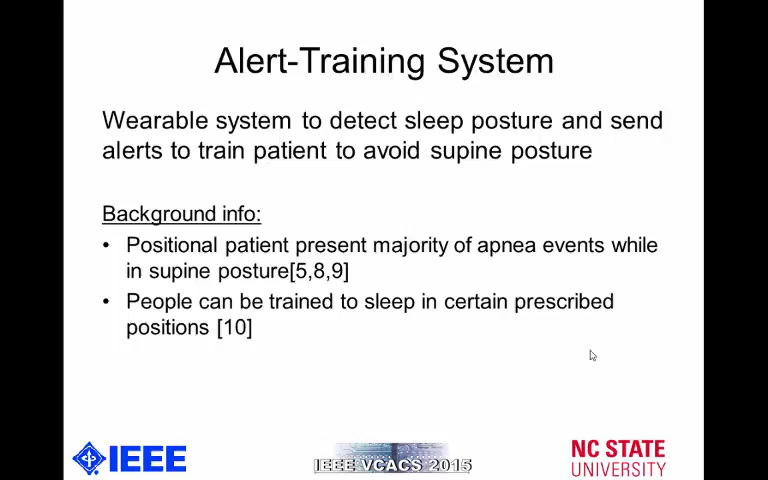 Alert-Training System
Wearable system to detect sleep posture and send
alerts to train patient to avoid supine posture
Background info:
• Positional patient present majority of apnea events while
in supine posture[5,8,9]
• People can be trained to sleep in certain prescribed
positions [10]
IEEE
IEEE VCACS 2015
NC STATE
UNIVERSITY